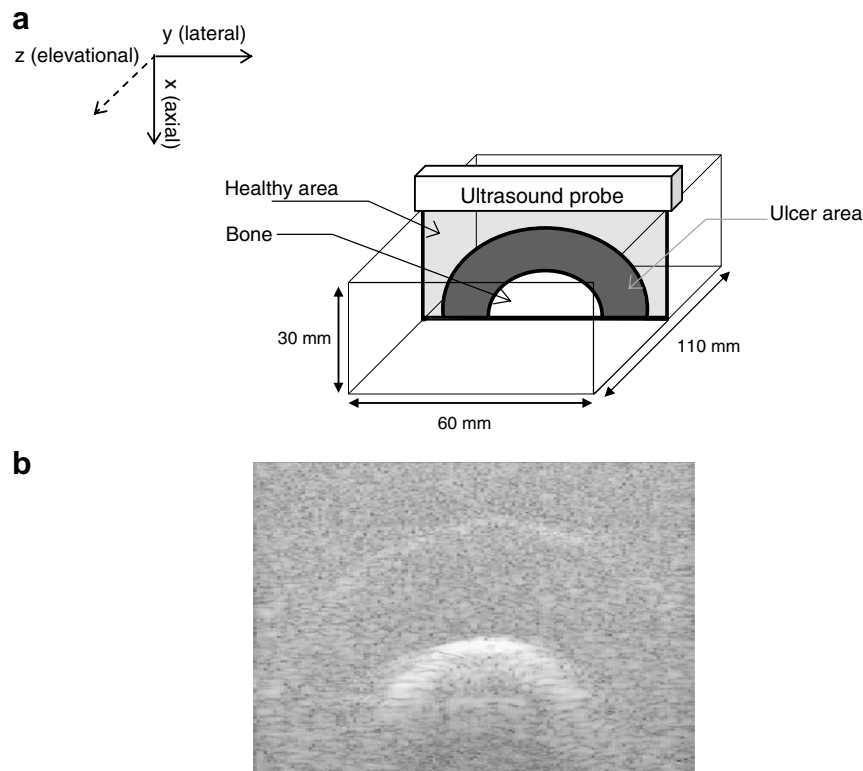 a
y (lateral)
z (elevational)
x (axial)
Healthy area
Ultrasound probe
Ulcer area
Bone
30 mm
110 mm
60 mm
b